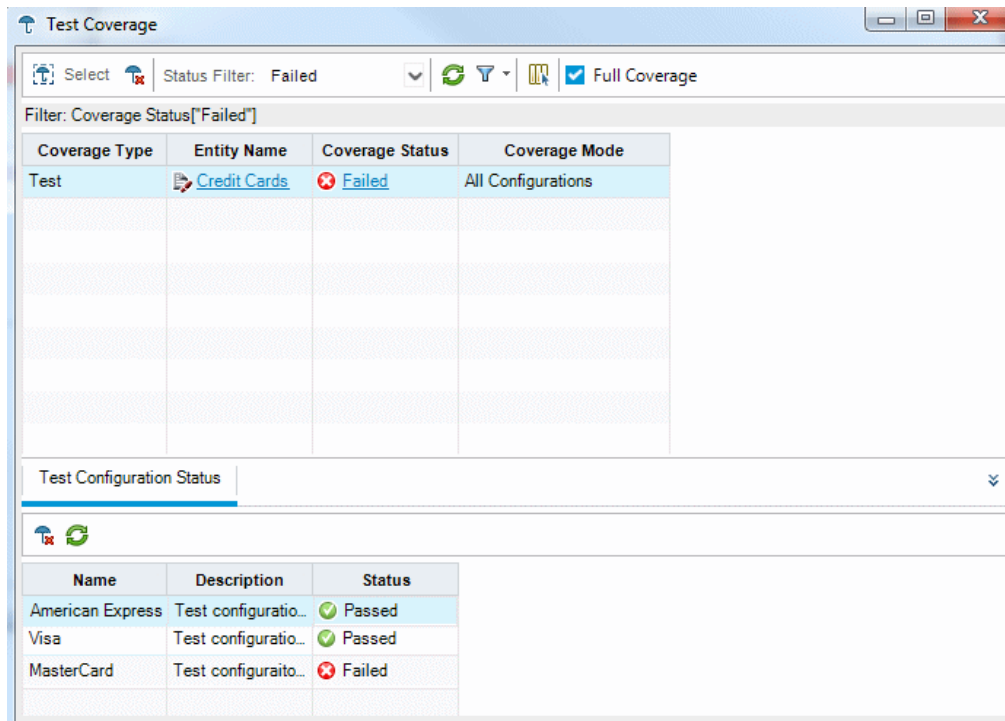 Test Coverage
Select Status Filter: Failed Full Coverage
Filter: Coverage Status["Failed"]
Coverage Type Entity Name Coverage Status Coverage Mode
Test Credit Cards Failed All Configurations
Test Configuration Status
Name Description Status
American Express Test configuratio... Passed
Visa Test configuratio... Passed
MasterCard Test configuraito... Failed